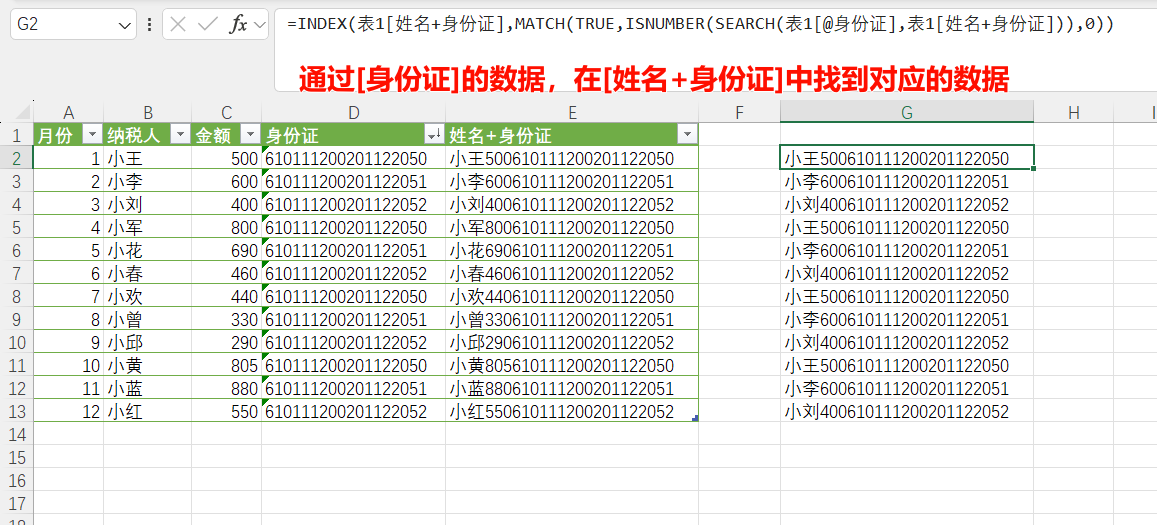 G2
fx
=INDEX(表1[姓名+身份证],MATCH(TRUE,ISNUMBER(SEARCH(表1[@身份证],表1[姓名+身份证])),0))
通过[身份证]的数据，在[姓名+身份证]中找到对应的数据
A B C D E F G H I
1 月份 纳税人 金额 身份证 姓名+身份证
2 1 小王 500 610111200201122050 小王500610111200201122050 小王500610111200201122050
3 2 小李 600 610111200201122051 小李600610111200201122051 小李600610111200201122051
4 3 小刘 400 610111200201122052 小刘400610111200201122052 小刘400610111200201122052
5 4 小军 800 610111200201122050 小军800610111200201122050 小王500610111200201122050
6 5 小花 690 610111200201122051 小花690610111200201122051 小李600610111200201122051
7 6 小春 460 610111200201122052 小春460610111200201122052 小刘400610111200201122052
8 7 小欢 440 610111200201122050 小欢440610111200201122050 小王500610111200201122050
9 8 小曾 330 610111200201122051 小曾330610111200201122051 小李600610111200201122051
10 9 小邱 290 610111200201122052 小邱290610111200201122052 小刘400610111200201122052
11 10 小黄 805 610111200201122050 小黄805610111200201122050 小王500610111200201122050
12 11 小蓝 880 610111200201122051 小蓝880610111200201122051 小李600610111200201122051
13 12 小红 550 610111200201122052 小红550610111200201122052 小刘400610111200201122052
14
15
16
17
18